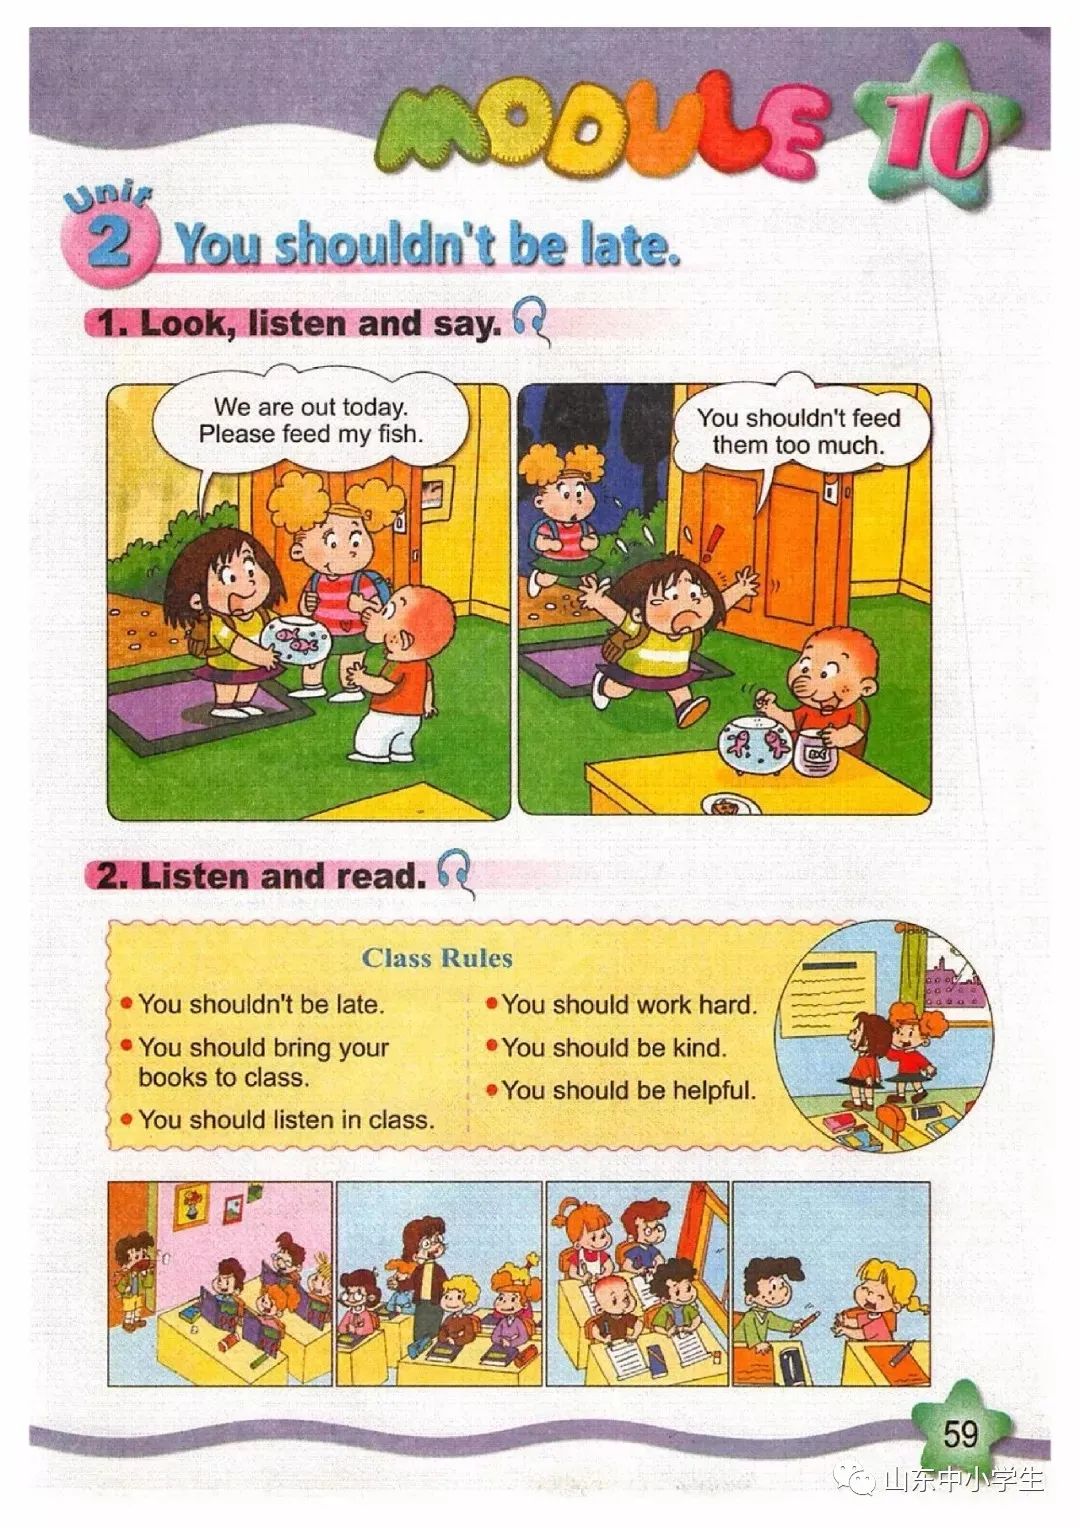 MODULE 10
Unit 2 You shouldn't be late.
1. Look, listen and say.
We are out today.
Please feed my fish.
You shouldn't feed
them too much.
!
2. Listen and read.
Class Rules
• You shouldn't be late.
• You should bring your
books to class.
• You should listen in class.
• You should work hard.
• You should be kind.
• You should be helpful.
59
山东中小学生